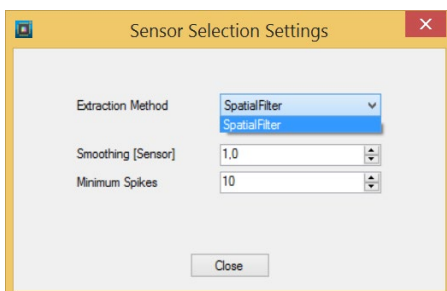 Sensor Selection Settings
Extraction Method SpatialFilter
SpatialFilter
Smoothing [Sensor] 1,0
Minimum Spikes 10
Close